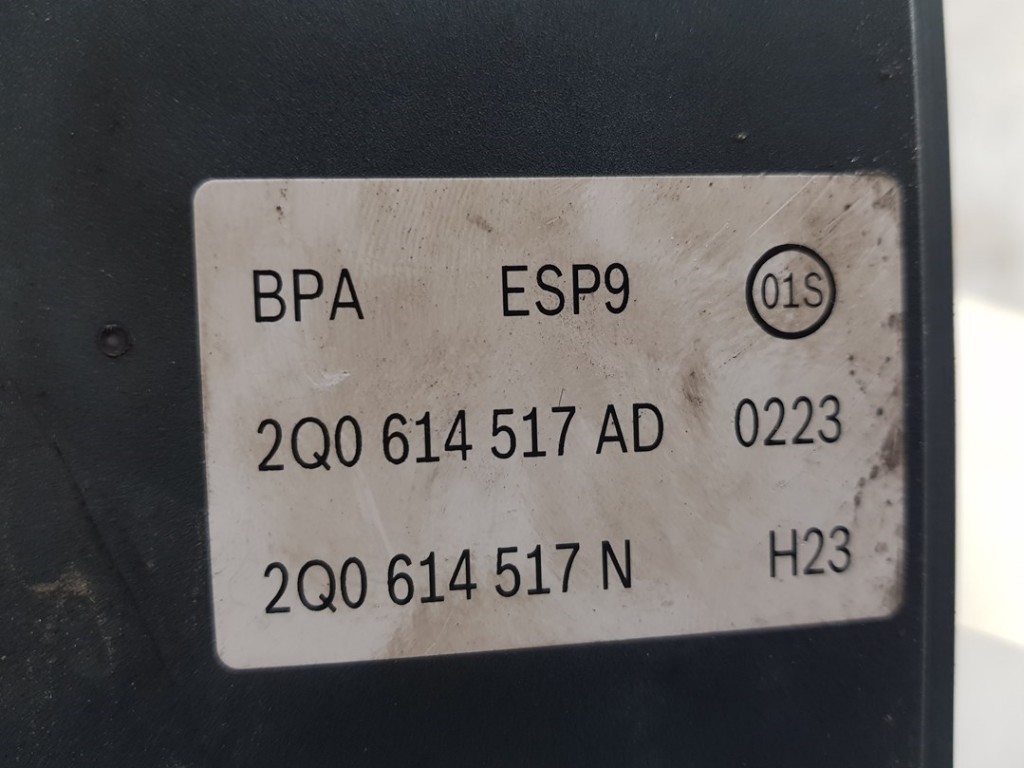 BPA ESP9 01S
2Q0 614 517 AD 0223
2Q0 614 517 N H23